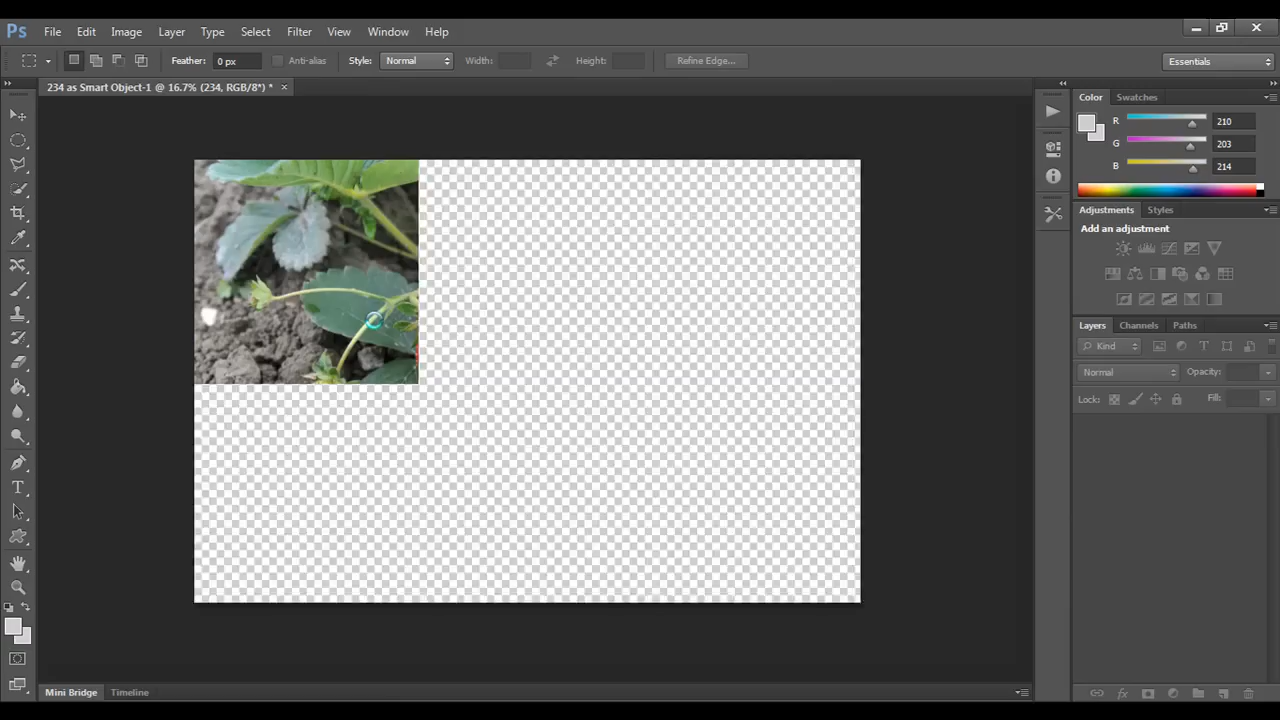 Ps File Edit Image Layer Type Select Filter View Window Help
Feather: 0 px Anti-alias Style: Normal Width: Height: Refine Edge... Essentials
234 as Smart Object-1 @ 16.7% (234, RGB/8*) * ×
Color Swatches
R 210
G 203
B 214
Adjustments Styles
Add an adjustment
Layers Channels Paths
Kind
Normal Opacity:
Lock: Fill:
Mini Bridge Timeline